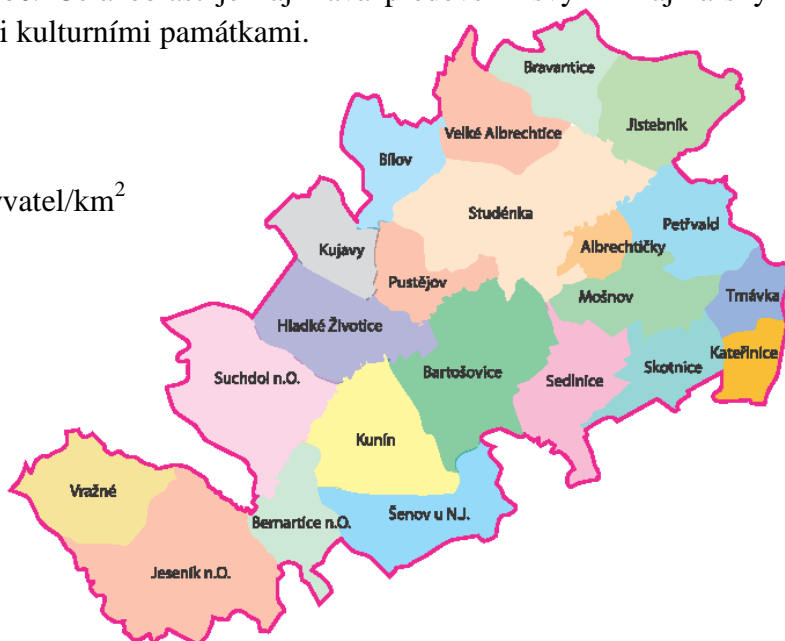 i kulturními památkami.
Bravantice
Velké Albrechtice
Jistebník
Bílov
Studénka
/km²
Petřvald
Albrechtičky
Kujavy
Pustějov
Mošnov
Trnávka
Hladké Životice
Kateřinice
Suchdol n.O.
Bartošovice
Sedlnice
Skotnice
Kunín
Vražné
Bernartice n.O.
Šenov u N.J.
Jeseník n.O.